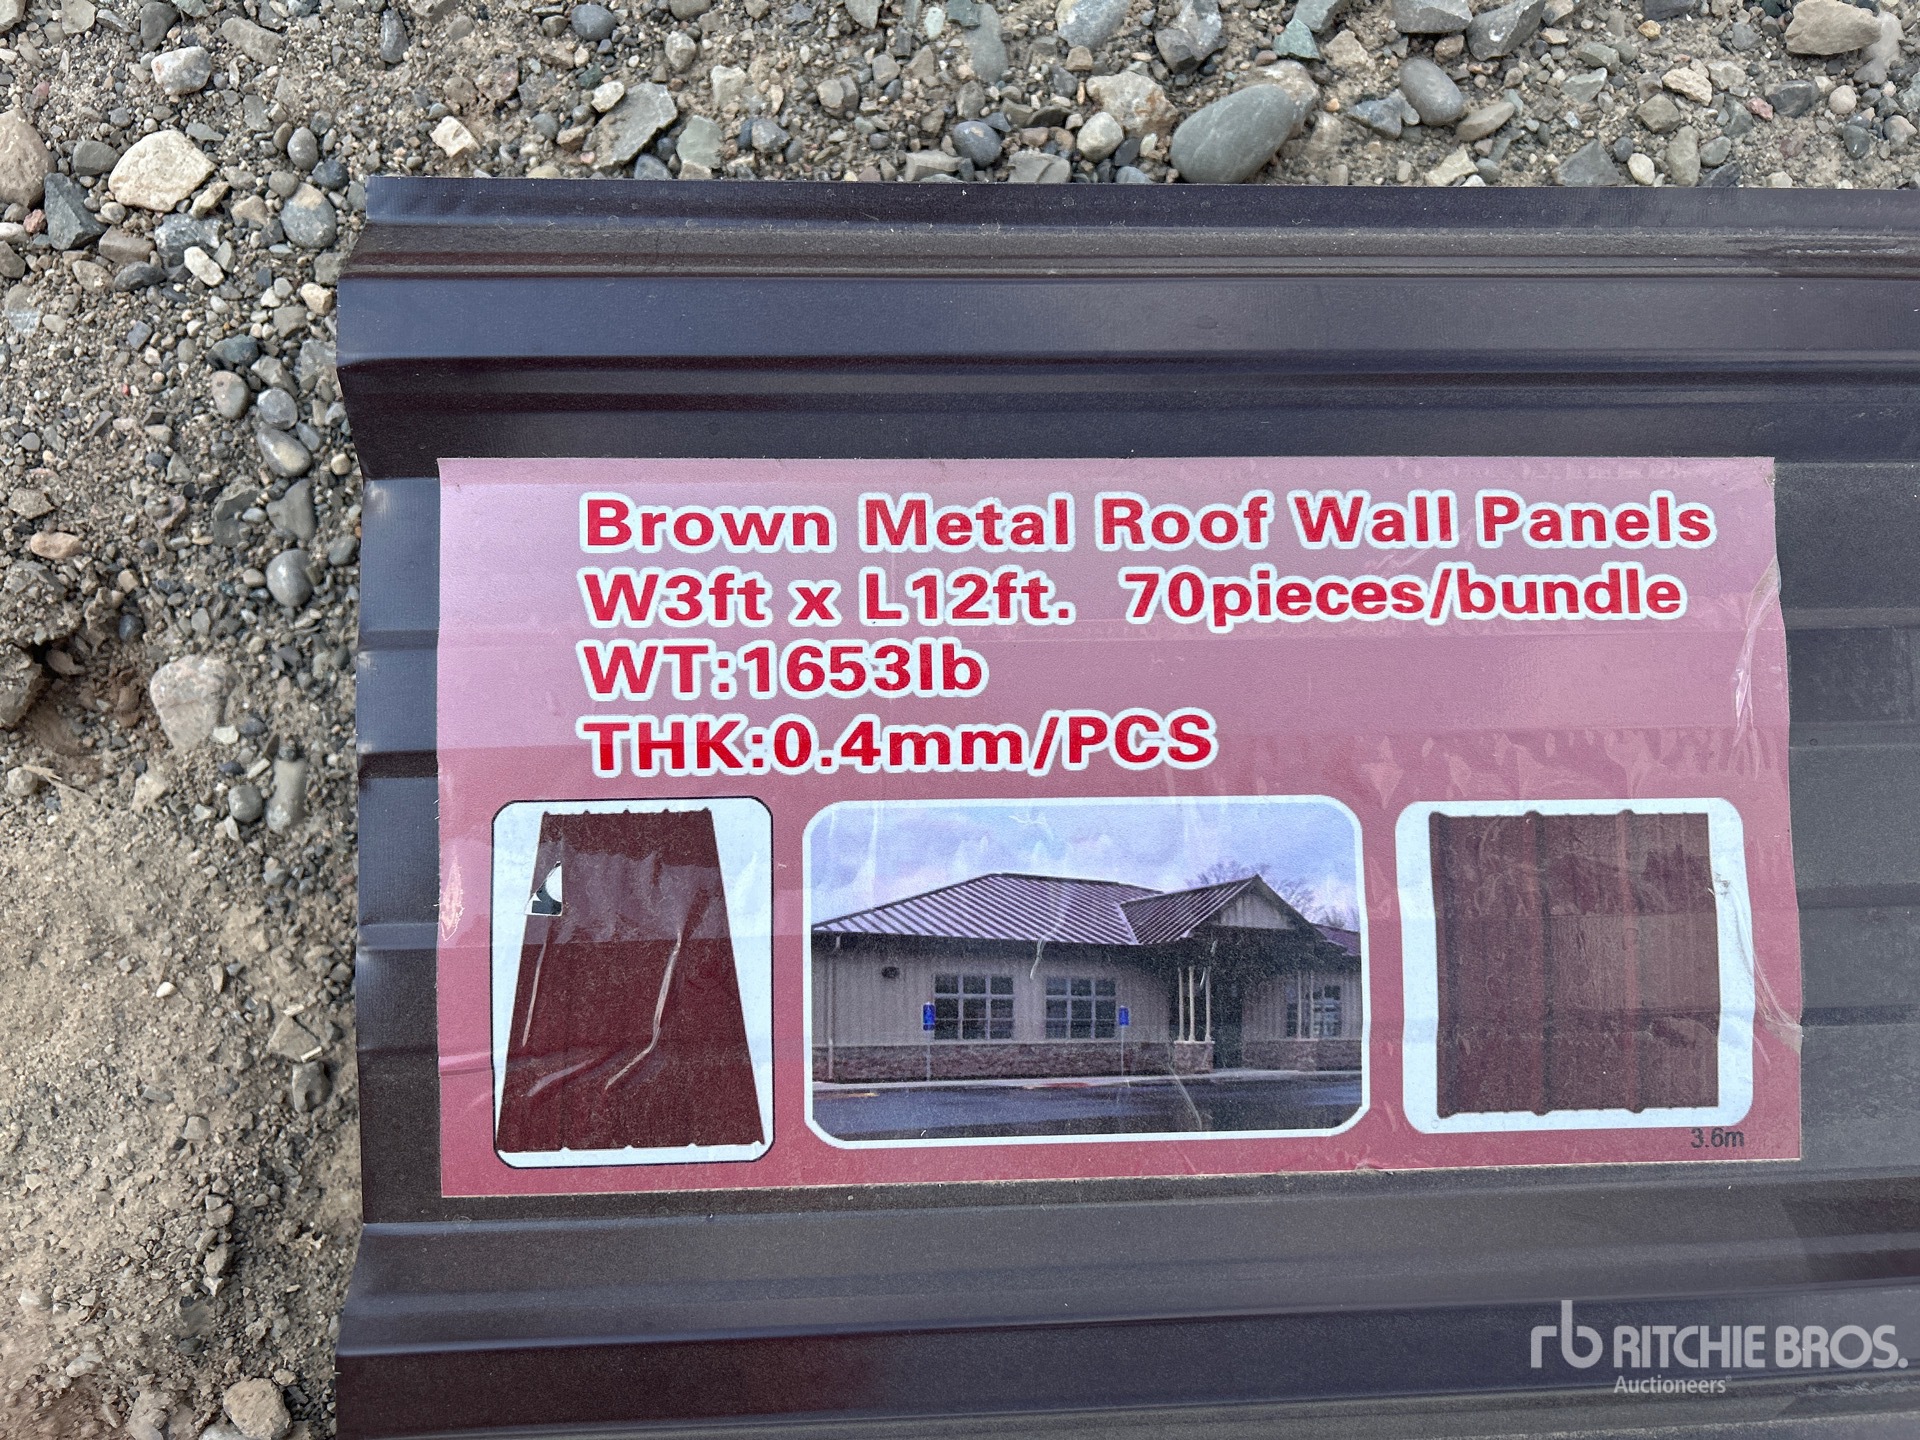 Brown Metal Roof Wall Panels
W3ft x L12ft. 70pieces/bundle
WT:1653lb
THK:0.4mm/PCS
3.6m
rb RITCHIE BROS.
Auctioneers